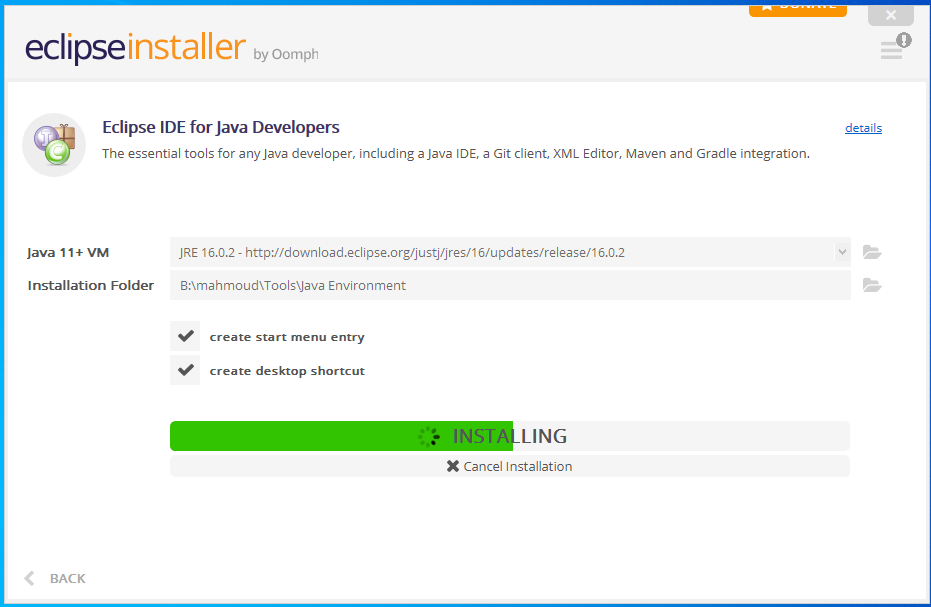 DONATE
eclipseinstaller by Oomph
Eclipse IDE for Java Developers
details
The essential tools for any Java developer, including a Java IDE, a Git client, XML Editor, Maven and Gradle integration.
Java 11+ VM
JRE 16.0.2 - http://download.eclipse.org/justj/jres/16/updates/release/16.0.2
Installation Folder
B:\mahmoud\Tools\Java Environment
create start menu entry
create desktop shortcut
INSTALLING
Cancel Installation
BACK